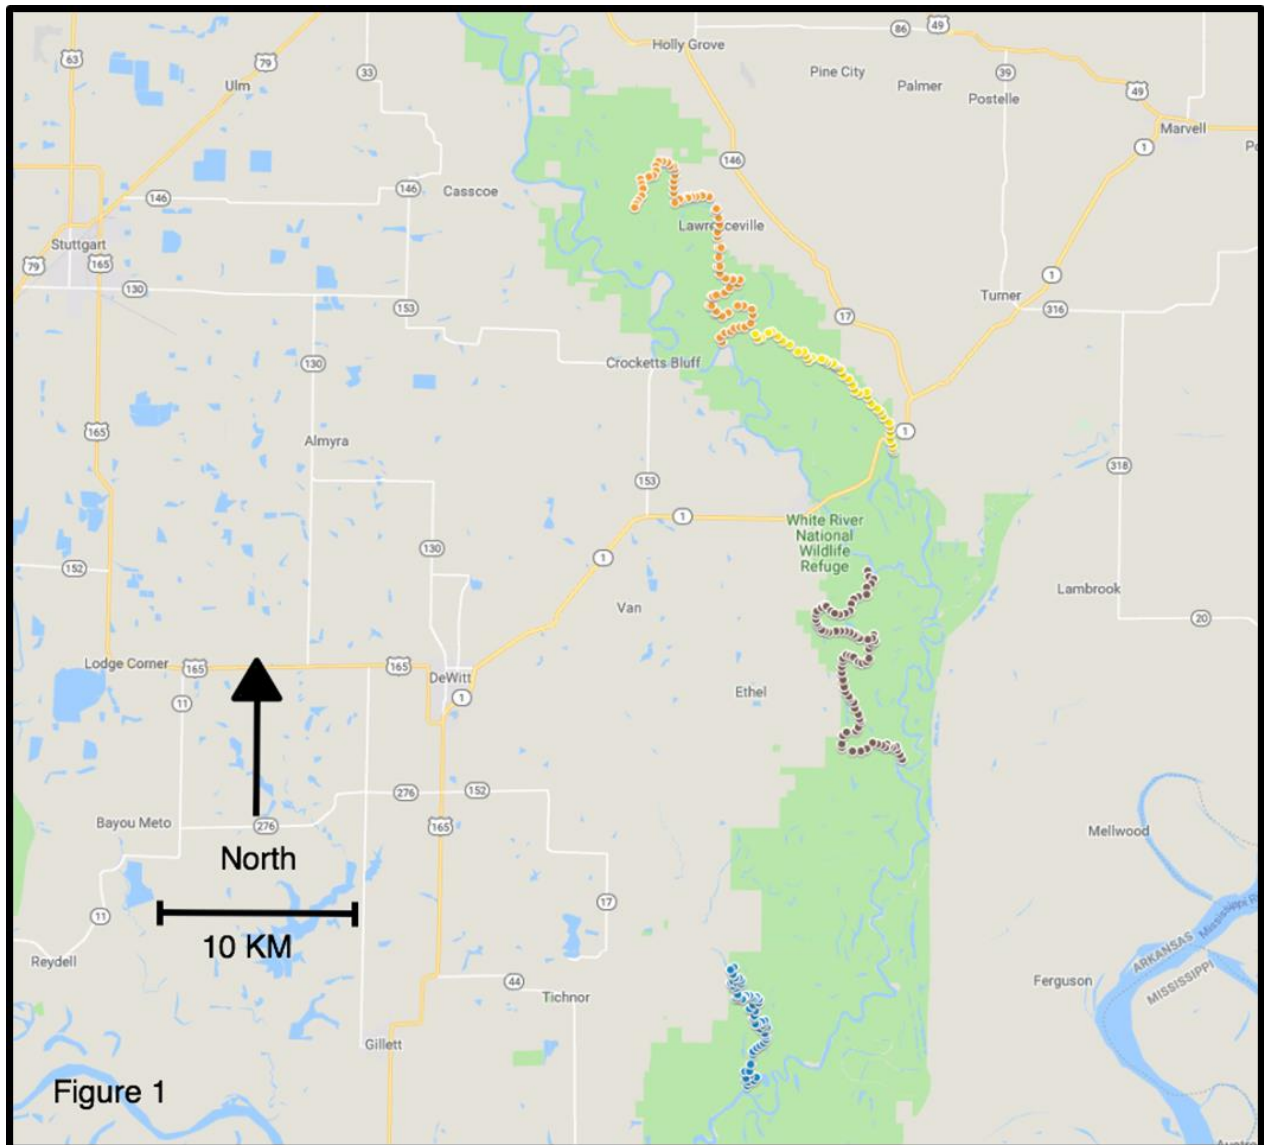 Holly Grove
86
49
63
79
33
Ulm
Pine City
Palmer
39
Postelle
49
Marvell
1
146
146
146
Casscoe
Stuttgart
79
165
130
Lawrenceville
153
17
1
Turner
316
130
Crocketts Bluff
165
Almyra
1
318
153
1
White River
National
Wildlife
Refuge
130
1
152
Van
Lambrook
20
Lodge Corner
165
165
DeWitt
1
11
Ethel
276
152
165
Bayou Meto
276
Mellwood
North
17
11
10 KM
Reydell
44
Tichnor
Ferguson
ARKANSAS
MISSISSIPPI
Mississippi
Gillett
Figure 1